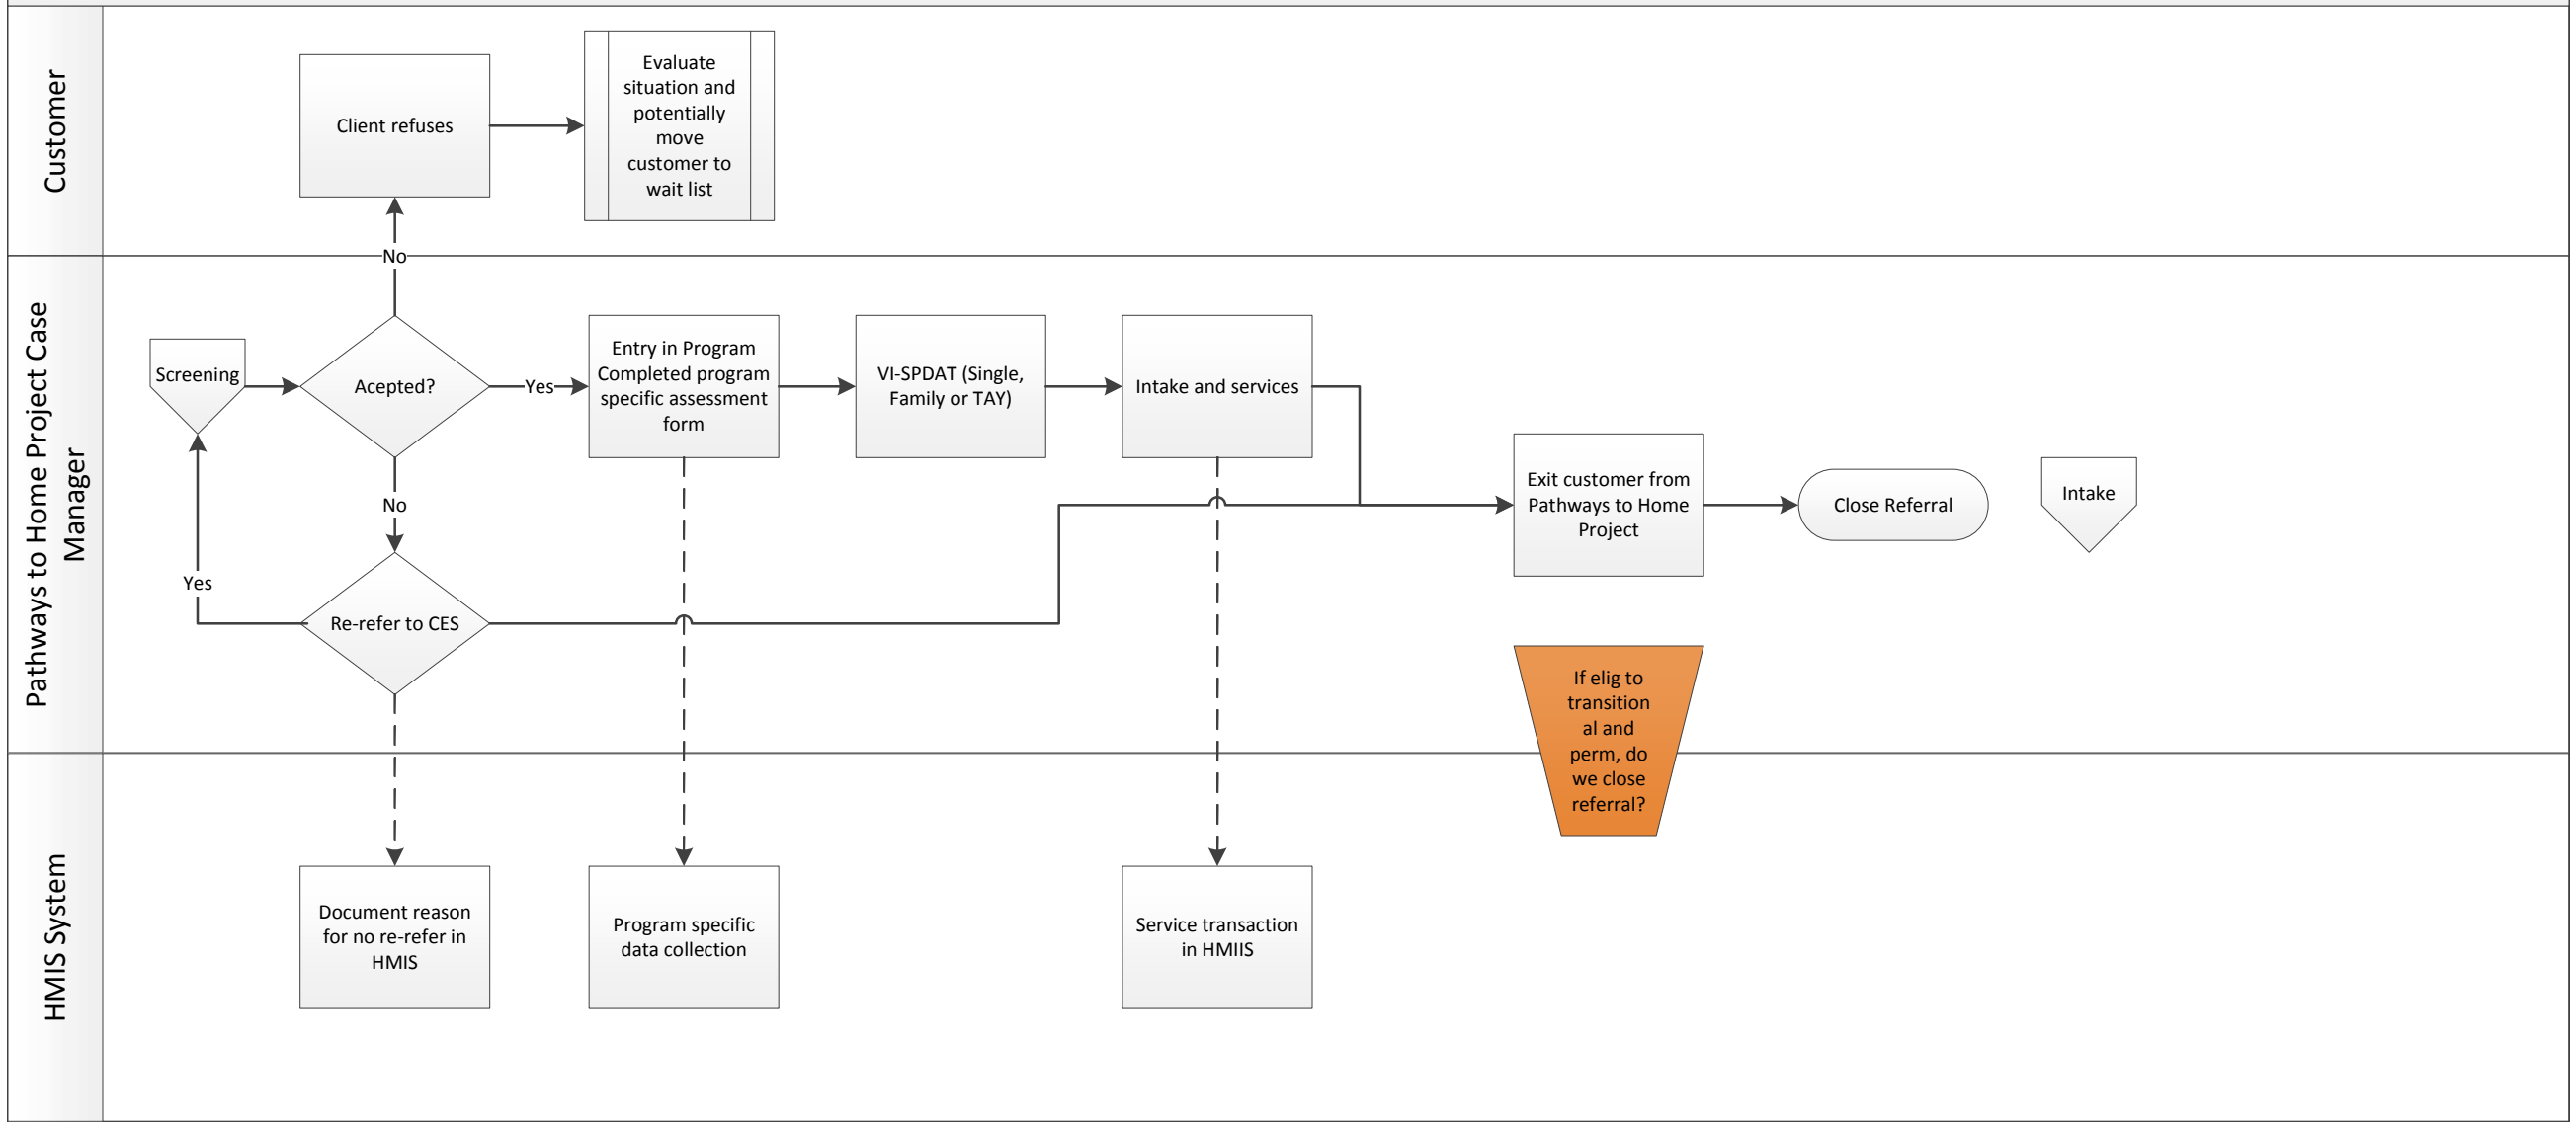 Customer
Client refuses
Evaluate
situation and
potentially
move
customer to
wait list
No
Pathways to Home Project Case
Manager
Screening
Acepted?
Yes
Entry in Program
Completed program
specific assessment
form
VI-SPDAT (Single,
Family or TAY)
Intake and services
No
Yes
Re-refer to CES
Exit customer from
Pathways to Home
Project
Close Referral
Intake
If elig to
transition
al and
perm, do
we close
referral?
HMIS System
Document reason
for no re-refer in
HMIS
Program specific
data collection
Service transaction
in HMIIS